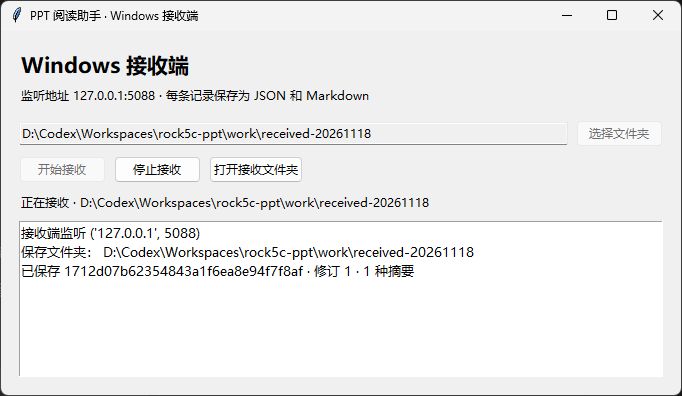 PPT 阅读助手 · Windows 接收端
Windows 接收端
监听地址 127.0.0.1:5088 · 每条记录保存为 JSON 和 Markdown
D:\Codex\Workspaces\rock5c-ppt\work\received-20261118 选择文件夹
开始接收 停止接收 打开接收文件夹
正在接收 · D:\Codex\Workspaces\rock5c-ppt\work\received-20261118
接收端监听 ('127.0.0.1', 5088)
保存文件夹： D:\Codex\Workspaces\rock5c-ppt\work\received-20261118
已保存 1712d07b62354843a1f6ea8e94f7f8af · 修订 1 · 1 种摘要